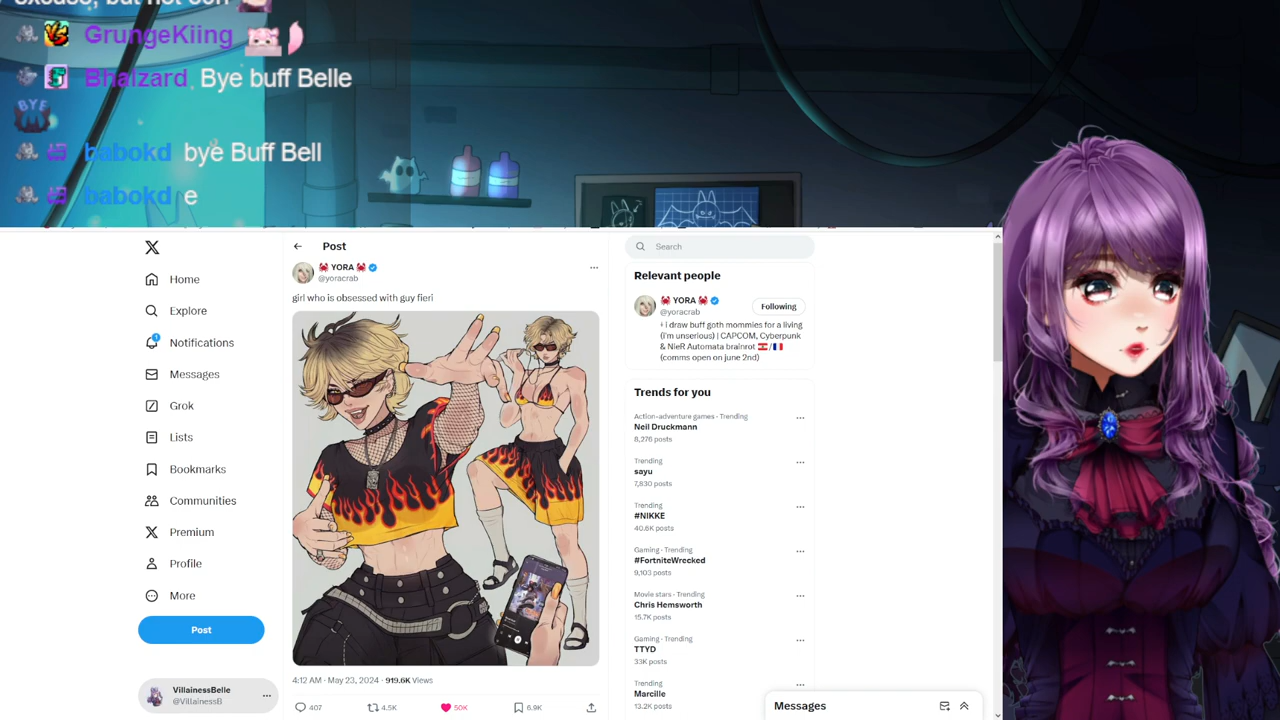 excuse, but not con
GrungeKiing
Bhalzard Bye buff Belle
BYE
babokd bye Buff Bell
babokd e
Home
Explore
1
Notifications
Messages
Grok
Lists
Bookmarks
Communities
Premium
Profile
More
Post
VillainessBelle
@VillainessB
Post
YORA
@yoracrab
girl who is obsessed with guy fieri
4:12 AM · May 23, 2024 · 919.6K Views
407
4.5K
50K
6.9K
Search
Relevant people
YORA
@yoracrab
Following
i draw buff goth mommies for a living
(i'm unserious) | CAPCOM, Cyberpunk
& NieR Automata brainrot
(comms open on june 2nd)
Trends for you
Action-adventure games · Trending
Neil Druckmann
8,276 posts
Trending
sayu
7,830 posts
Trending
#NIKKE
40.6K posts
Gaming · Trending
#FortniteWrecked
9,103 posts
Movie stars · Trending
Chris Hemsworth
15.7K posts
Gaming · Trending
TTYD
33K posts
Trending
Marcille
13.2K posts
Messages